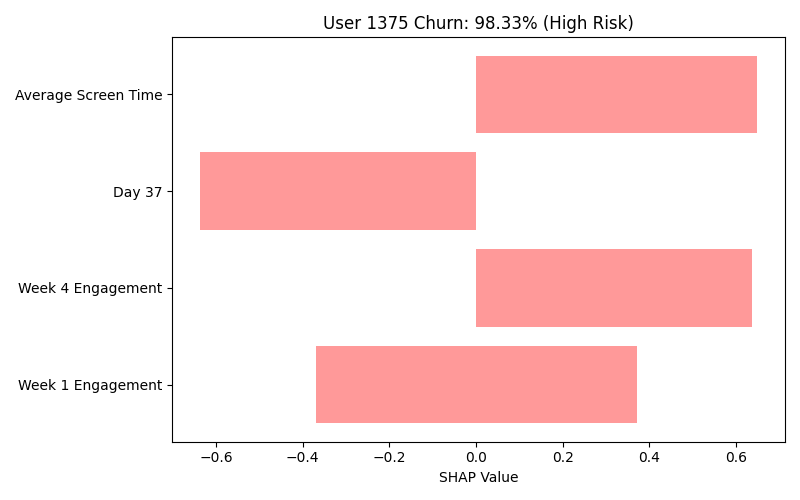 User 1375 Churn: 98.33% (High Risk)
Average Screen Time
Day 37
Week 4 Engagement
Week 1 Engagement
−0.6 −0.4 −0.2 0.0 0.2 0.4 0.6
SHAP Value